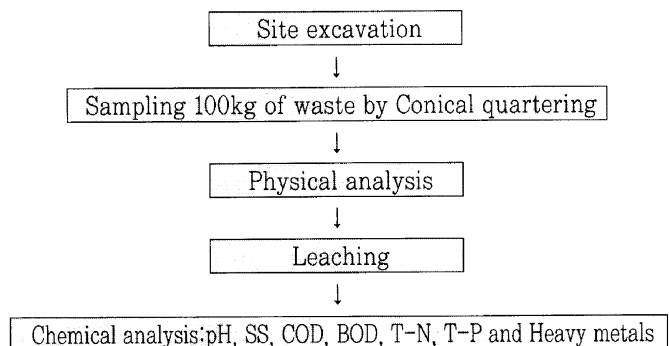 Site excavation
↓
Sampling 100kg of waste by Conical quartering
↓
Physical analysis
↓
Leaching
↓
Chemical analysis:pH, SS, COD, BOD, T-N, T-P and Heavy metals